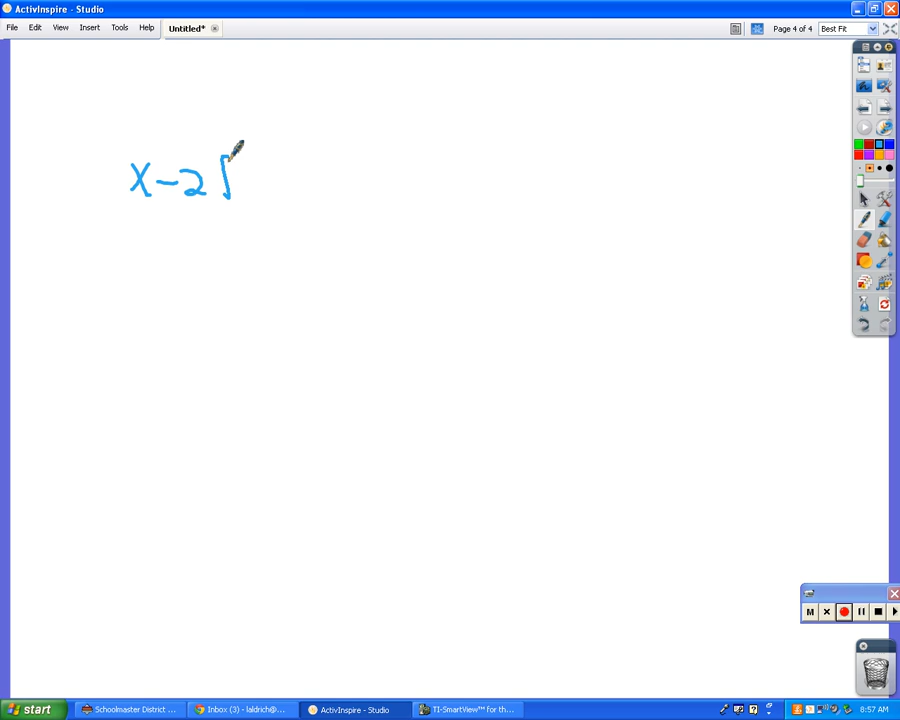 ActivInspire - Studio
File Edit View Insert Tools Help Untitled* Page 4 of 4 Best Fit
x - 2
M
start Schoolmaster District ... Inbox (3) - laldrich@... ActivInspire - Studio TI-SmartView™ for th... 8:57 AM